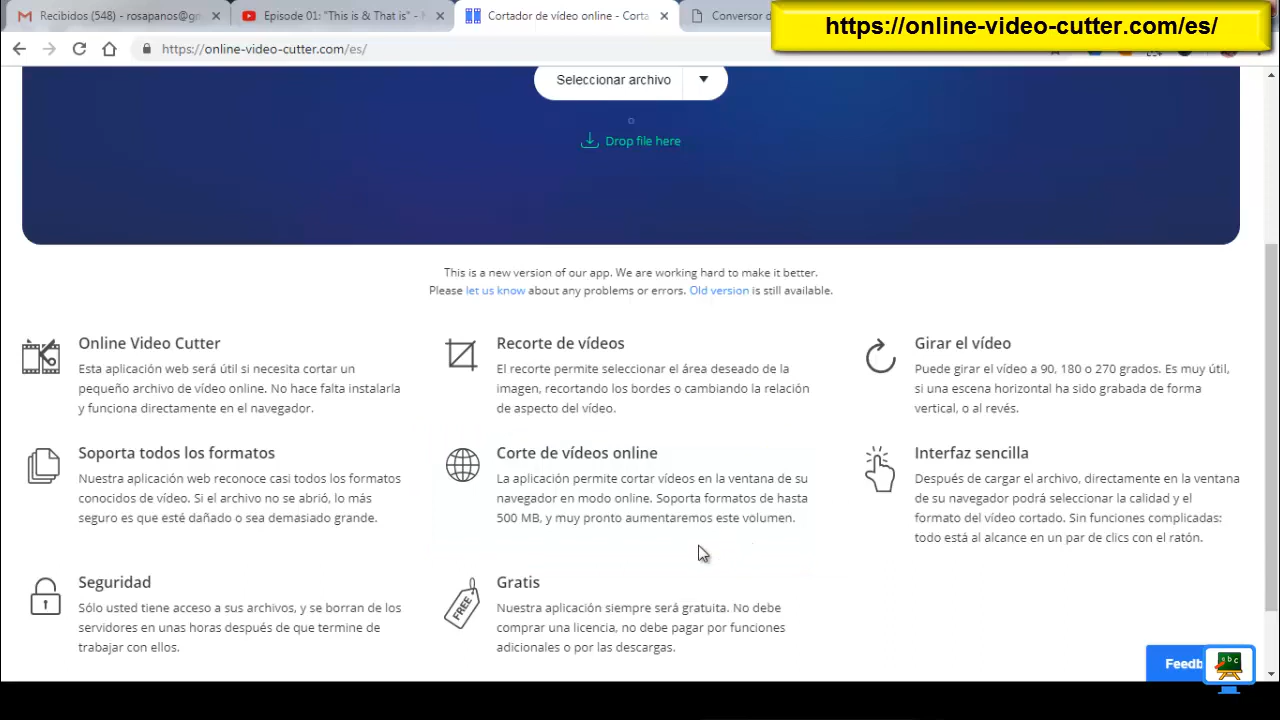 Recibidos (548) - rosapanos@gm
Episode 01: "This is & That is" - 
Cortador de vídeo online - Corta
Conversor d
https://online-video-cutter.com/es/
https://online-video-cutter.com/es/
Seleccionar archivo
Drop file here
This is a new version of our app. We are working hard to make it better.
Please let us know about any problems or errors. Old version is still available.
Online Video Cutter
Esta aplicación web será útil si necesita cortar un
pequeño archivo de vídeo online. No hace falta instalarla
y funciona directamente en el navegador.
Recorte de vídeos
El recorte permite seleccionar el área deseado de la
imagen, recortando los bordes o cambiando la relación
de aspecto del vídeo.
Girar el vídeo
Puede girar el vídeo a 90, 180 o 270 grados. Es muy útil,
si una escena horizontal ha sido grabada de forma
vertical, o al revés.
Soporta todos los formatos
Nuestra aplicación web reconoce casi todos los formatos
conocidos de vídeo. Si el archivo no se abrió, lo más
seguro es que esté dañado o sea demasiado grande.
Corte de vídeos online
La aplicación permite cortar vídeos en la ventana de su
navegador en modo online. Soporta formatos de hasta
500 MB, y muy pronto aumentaremos este volumen.
Interfaz sencilla
Después de cargar el archivo, directamente en la ventana
de su navegador podrá seleccionar la calidad y el
formato del vídeo cortado. Sin funciones complicadas:
todo está al alcance en un par de clics con el ratón.
Seguridad
Sólo usted tiene acceso a sus archivos, y se borran de los
servidores en unas horas después de que termine de
trabajar con ellos.
FREE
Gratis
Nuestra aplicación siempre será gratuita. No debe
comprar una licencia, no debe pagar por funciones
adicionales o por las descargas.
Feedb
abc